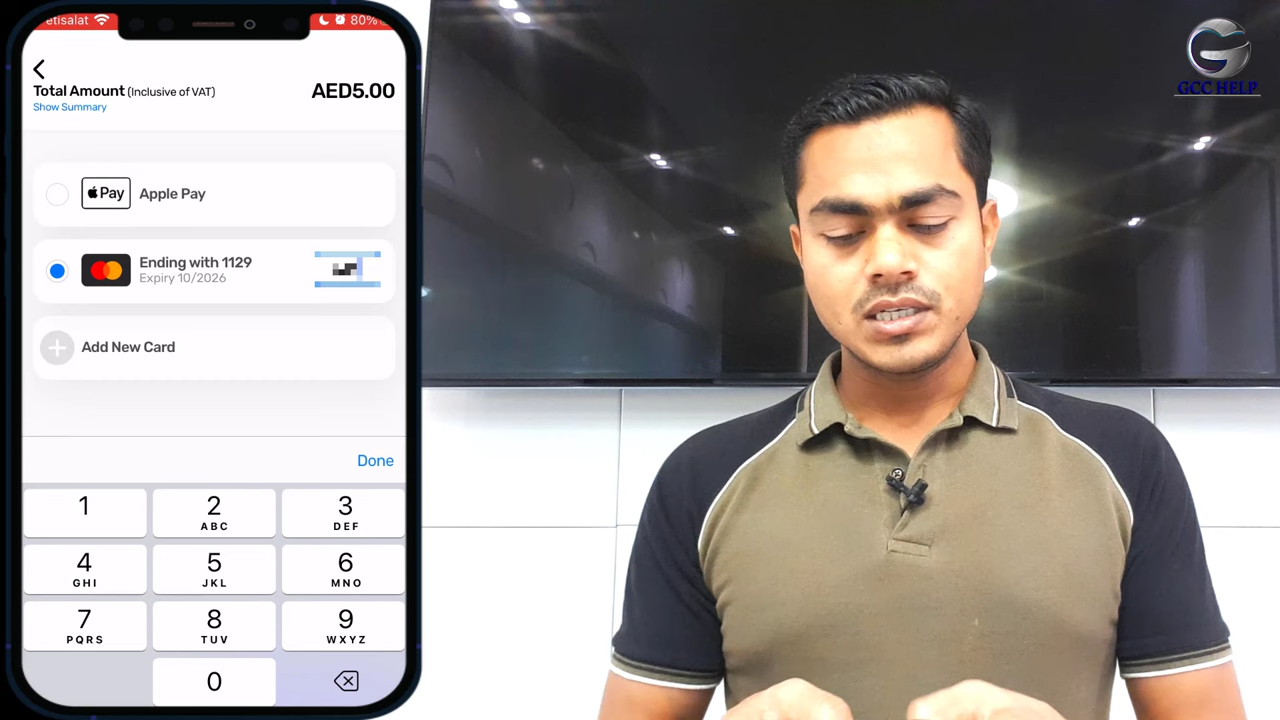 etisalat 80%
Total Amount (Inclusive of VAT) AED5.00
Show Summary
Pay Apple Pay
Ending with 1129
Expiry 10/2026
Add New Card
Done
1 2 3
ABC DEF
4 5 6
GHI JKL MNO
7 8 9
PQRS TUV WXYZ
0
GCC HELP